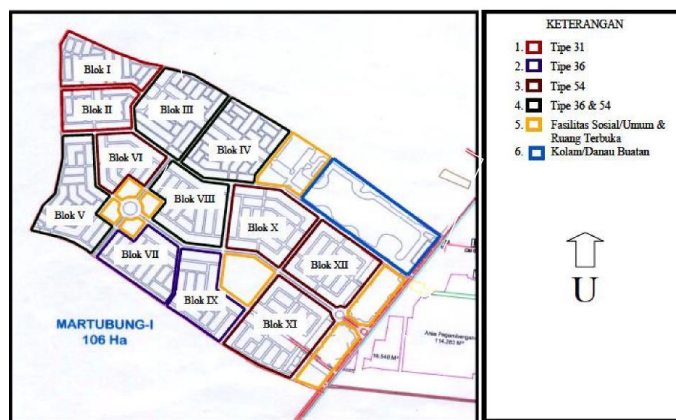 Blok I
Blok II
Blok III
Blok IV
Blok VI
Blok V
Blok VIII
Blok X
Blok VII
Blok IX
Blok XII
Blok XI
MARTUBUNG-I
106 Ha
KETERANGAN
1. Tipe 31
2. Tipe 36
3. Tipe 54
4. Tipe 36 & 54
5. Fasilitas Sosial/Umum &
Ruang Terbuka
6. Kolam/Danau Buatan
U